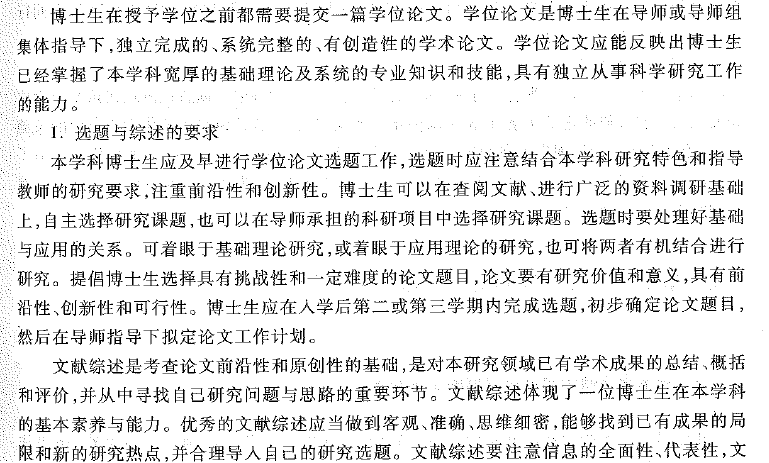 博士生在授予学位之前都需要提交一篇学位论文。学位论文是博士生在导师或导师组
集体指导下,独立完成的、系统完整的、有创造性的学术论文。学位论文应能反映出博士生
已经掌握了本学科宽厚的基础理论及系统的专业知识和技能,具有独立从事科学研究工作
的能力。
1. 选题与综述的要求
本学科博士生应及早进行学位论文选题工作,选题时应注意结合本学科研究特色和指导
教师的研究要求,注重前沿性和创新性。博士生可以在查阅文献、进行广泛的资料调研基础
上,自主选择研究课题,也可以在导师承担的科研项目中选择研究课题。选题时要处理好基础
与应用的关系。可着眼于基础理论研究,或着眼于应用理论的研究,也可将两者有机结合进行
研究。提倡博士生选择具有挑战性和一定难度的论文题目,论文要有研究价值和意义,具有前
沿性、创新性和可行性。博士生应在入学后第二或第三学期内完成选题,初步确定论文题目,
然后在导师指导下拟定论文工作计划。
文献综述是考查论文前沿性和原创性的基础,是对本研究领域已有学术成果的总结、概括
和评价,并从中寻找自己研究问题与思路的重要环节。文献综述体现了一位博士生在本学科
的基本素养与能力。优秀的文献综述应当做到客观、准确、思维细密,能够找到已有成果的局
限和新的研究热点,并合理导入自己的研究选题。文献综述要注意信息的全面性、代表性,文